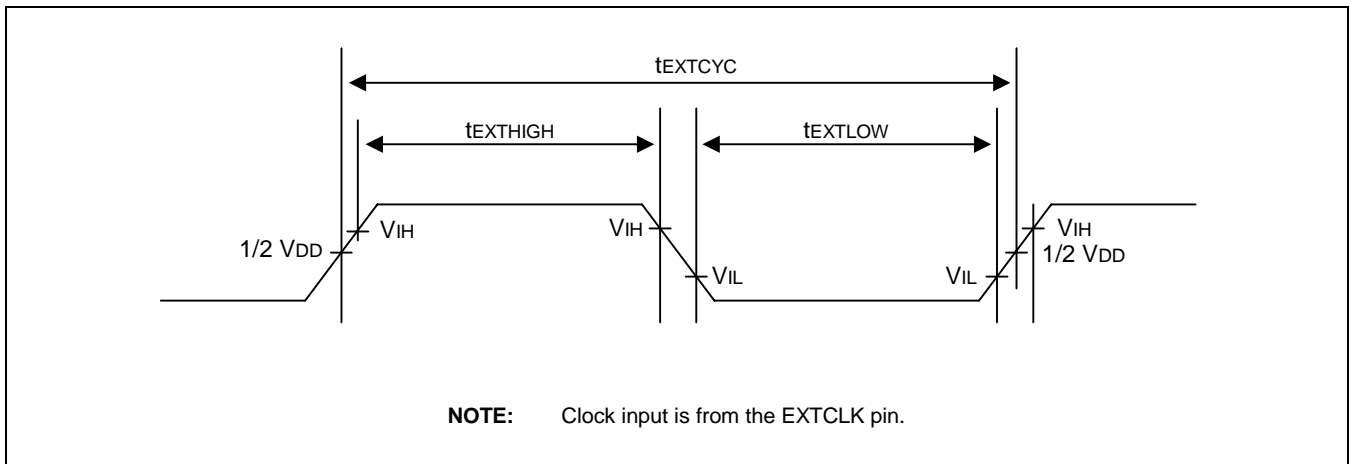 tEXTCYC
tEXTHIGH
tEXTLOW
VIH
VIH
VIH
1/2 VDD
1/2 VDD
VIL
VIL
NOTE: Clock input is from the EXTCLK pin.